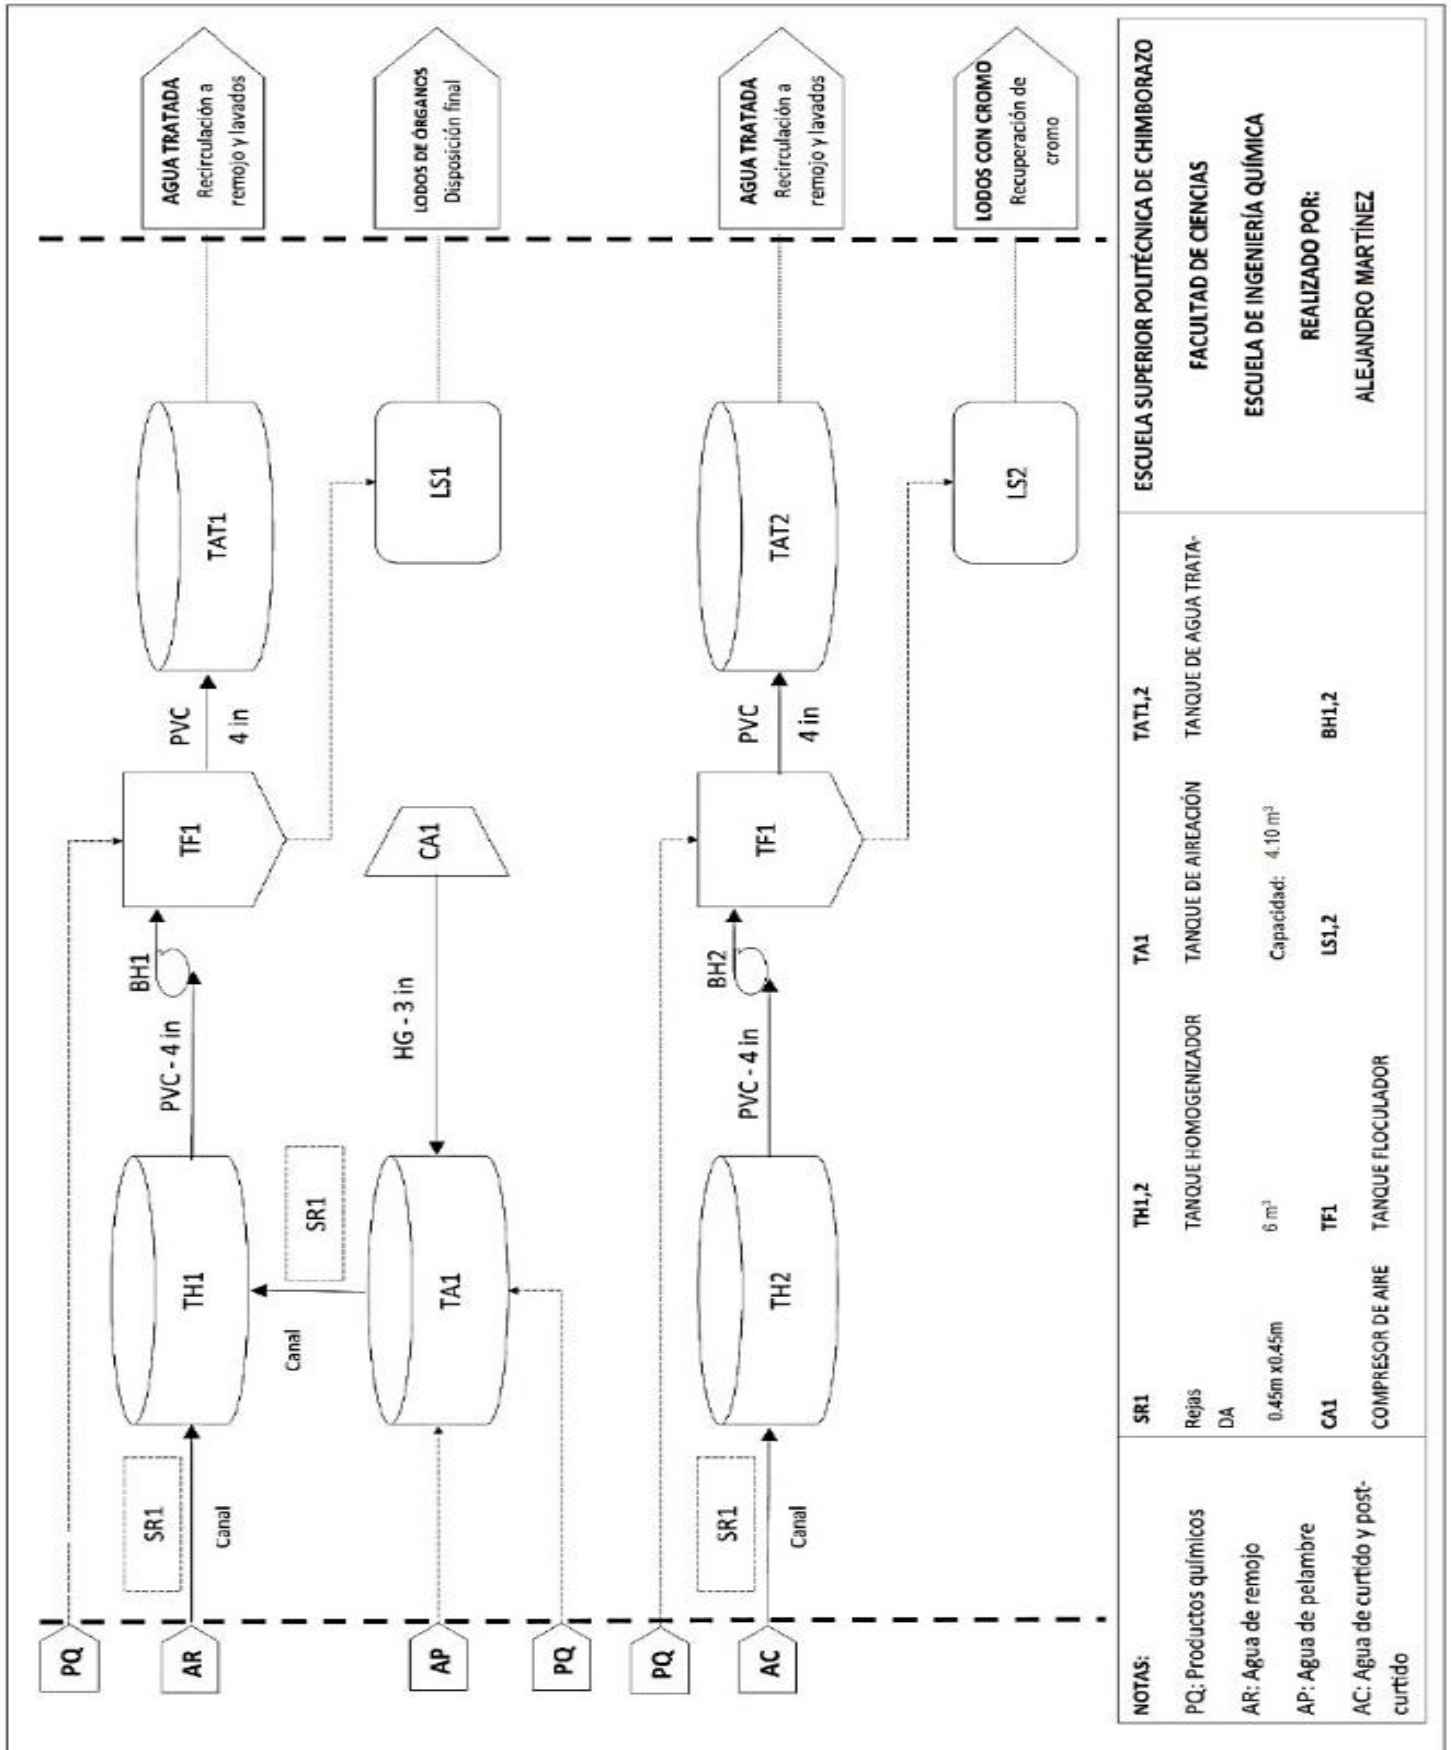 PQ
AR
AP
PQ
PQ
AC
SR1
Canal
TH1
PVC - 4 in
BH1
TF1
PVC
4 in
TAT1
AGUA TRATADA
Recirculación a
remojo y lavados
Canal
SR1
TA1
HG - 3 in
CA1
LS1
LODOS DE ÓRGANOS
Disposición final
SR1
Canal
TH2
PVC - 4 in
BH2
TF1
PVC
4 in
TAT2
AGUA TRATADA
Recirculación a
remojo y lavados
LS2
LODOS CON CROMO
Recuperación de
cromo
NOTAS:
PQ: Productos químicos
AR: Agua de remojo
AP: Agua de pelambre
AC: Agua de curtido y post-
curtido
SR1
TH1,2
TA1
TAT1,2
Rejas
TANQUE HOMOGENIZADOR
TANQUE DE AIREACIÓN
TANQUE DE AGUA TRATA-
DA
0.45m x0.45m
6 m³
Capacidad: 4.10 m³
CA1
TF1
LS1,2
BH1,2
COMPRESOR DE AIRE
TANQUE FLOCULADOR
ESCUELA SUPERIOR POLITÉCNICA DE CHIMBORAZO
FACULTAD DE CIENCIAS
ESCUELA DE INGENIERÍA QUÍMICA
REALIZADO POR:
ALEJANDRO MARTÍNEZ